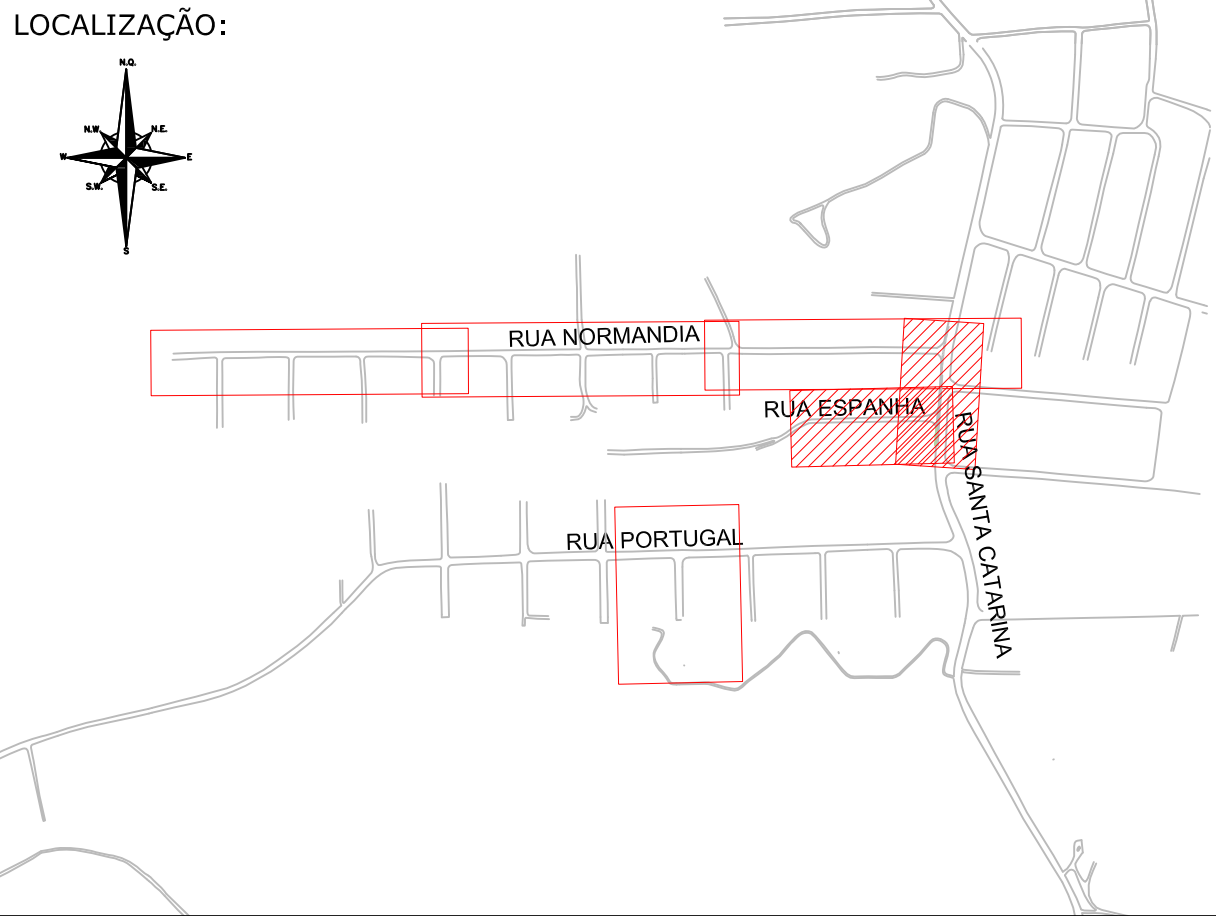 LOCALIZAÇÃO:
N.Q.
N.W.
N.E.
W
E
S.W.
S.E.
S
RUA NORMANDIA
RUA ESPANHA
RUA SANTA CATARINA
RUA PORTUGAL